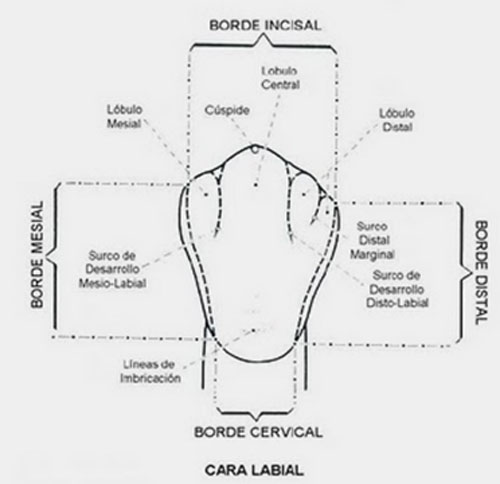 BORDE INCISAL
Lobulo
Central
Lóbulo
Mesial
Cúspide
Lóbulo
Distal
BORDE MESIAL
BORDE DISTAL
Surco
Distal
Marginal
Surco de
Desarrollo
Mesio-Labial
Surco de
Desarrollo
Disto-Labial
Líneas de
Imbricación
BORDE CERVICAL
CARA LABIAL